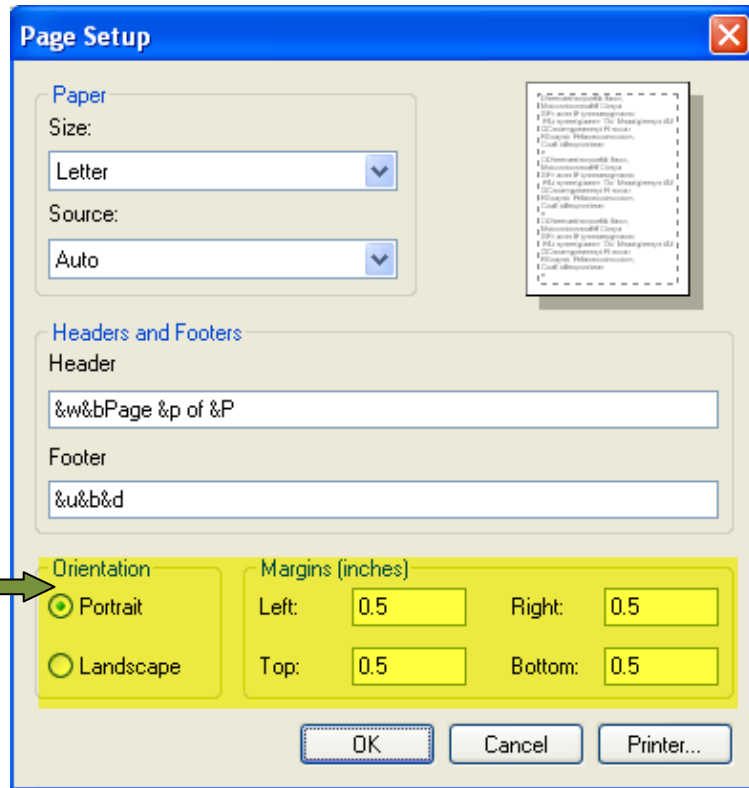 Page Setup
Paper
Size:
Letter
Source:
Auto
Headers and Footers
Header
&w&bPage &p of &P
Footer
&u&b&d
Orientation
Portrait
Landscape
Margins (inches)
Left: 0.5 Right: 0.5
Top: 0.5 Bottom: 0.5
OK Cancel Printer...